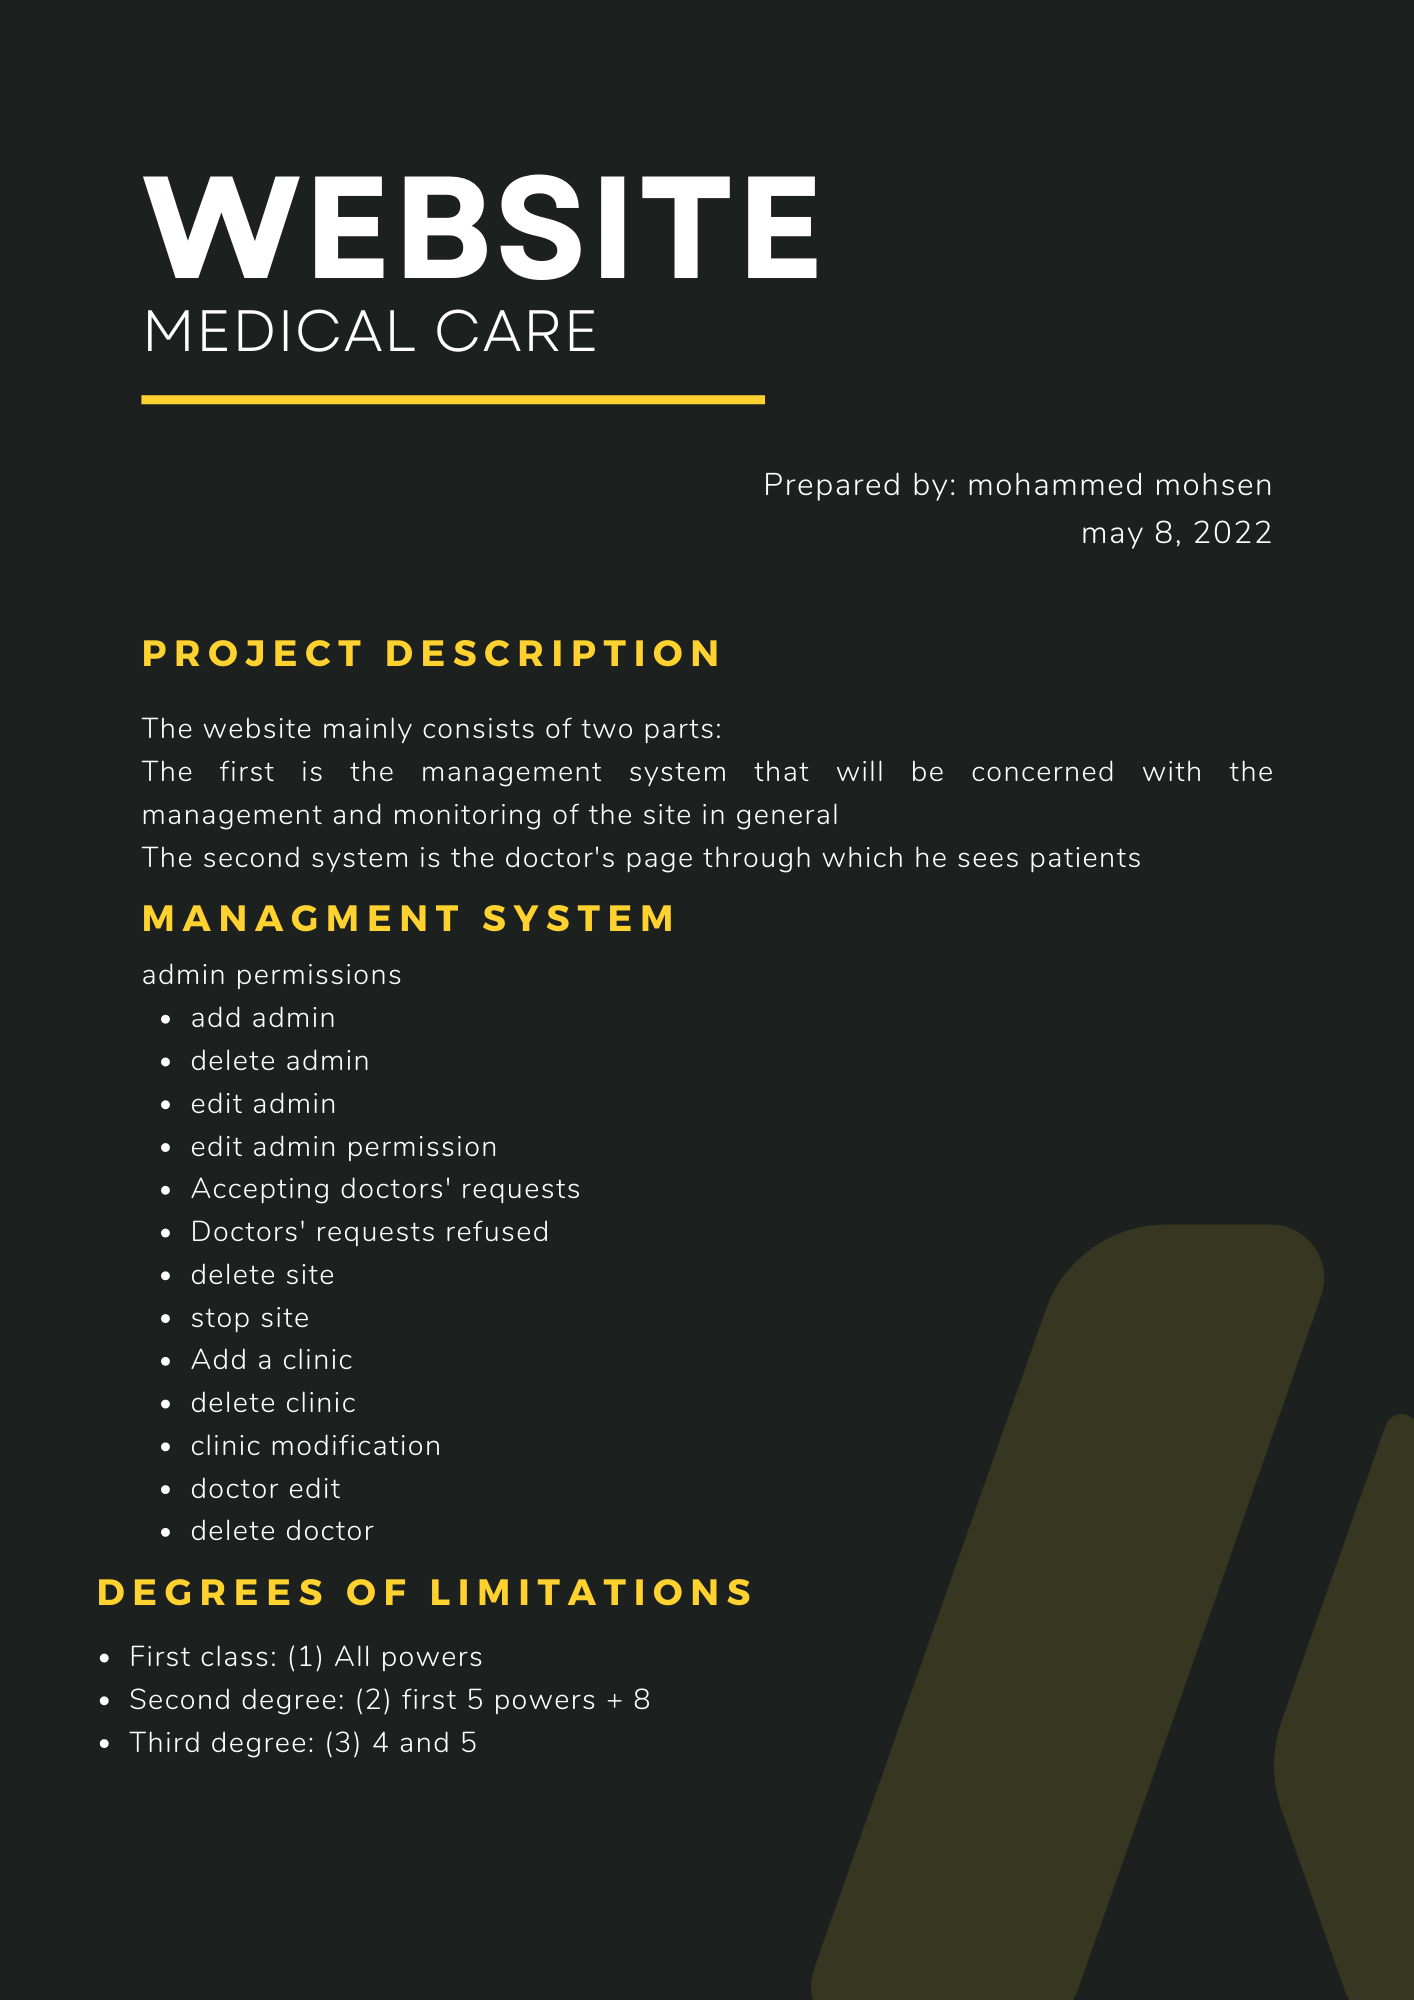 WEBSITE
MEDICAL CARE
Prepared by: mohammed mohsen
may 8, 2022
PROJECT DESCRIPTION
The website mainly consists of two parts:
The first is the management system that will be concerned with the
management and monitoring of the site in general
The second system is the doctor's page through which he sees patients
MANAGMENT SYSTEM
admin permissions
• add admin
• delete admin
• edit admin
• edit admin permission
• Accepting doctors' requests
• Doctors' requests refused
• delete site
• stop site
• Add a clinic
• delete clinic
• clinic modification
• doctor edit
• delete doctor
DEGREES OF LIMITATIONS
• First class: (1) All powers
• Second degree: (2) first 5 powers + 8
• Third degree: (3) 4 and 5